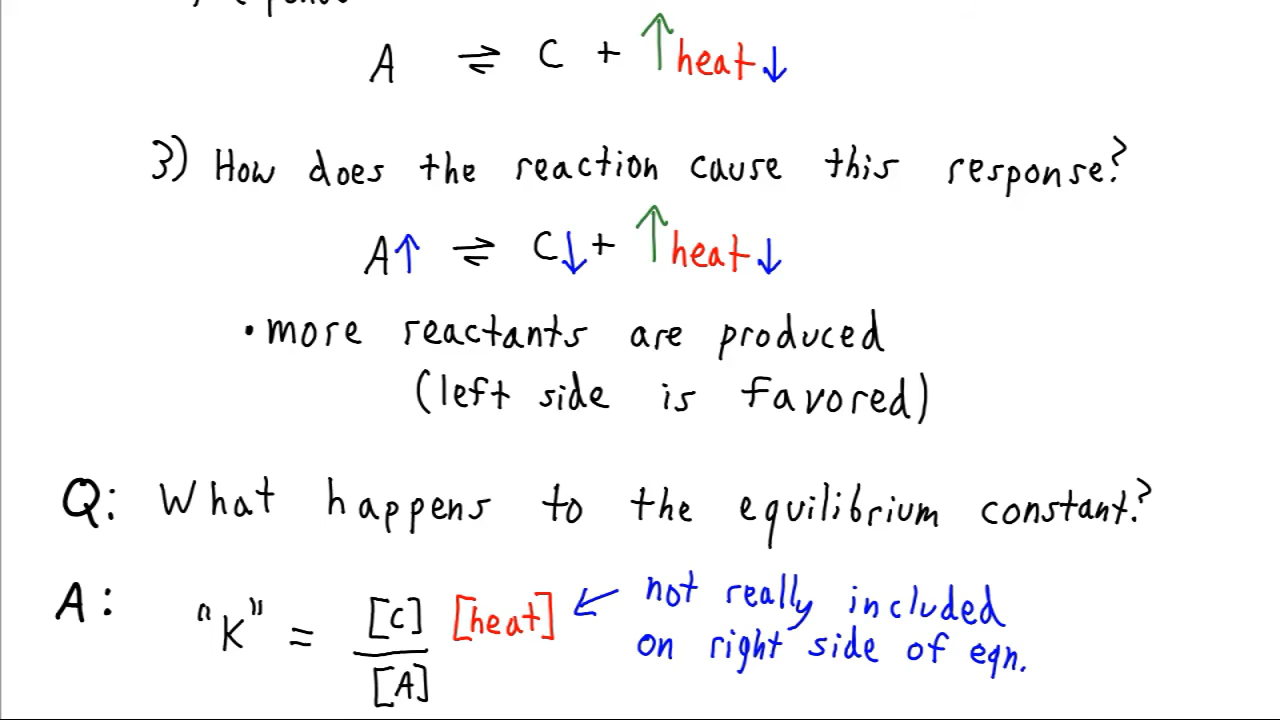 A ⇌ C + ↑heat↓
3) How does the reaction cause this response?
A↑ ⇌ C↓ + ↑heat↓
• more reactants are produced
(left side is favored)
Q: What happens to the equilibrium constant?
A: "K" = [C] [heat] ← not really included
[A] on right side of eqn.